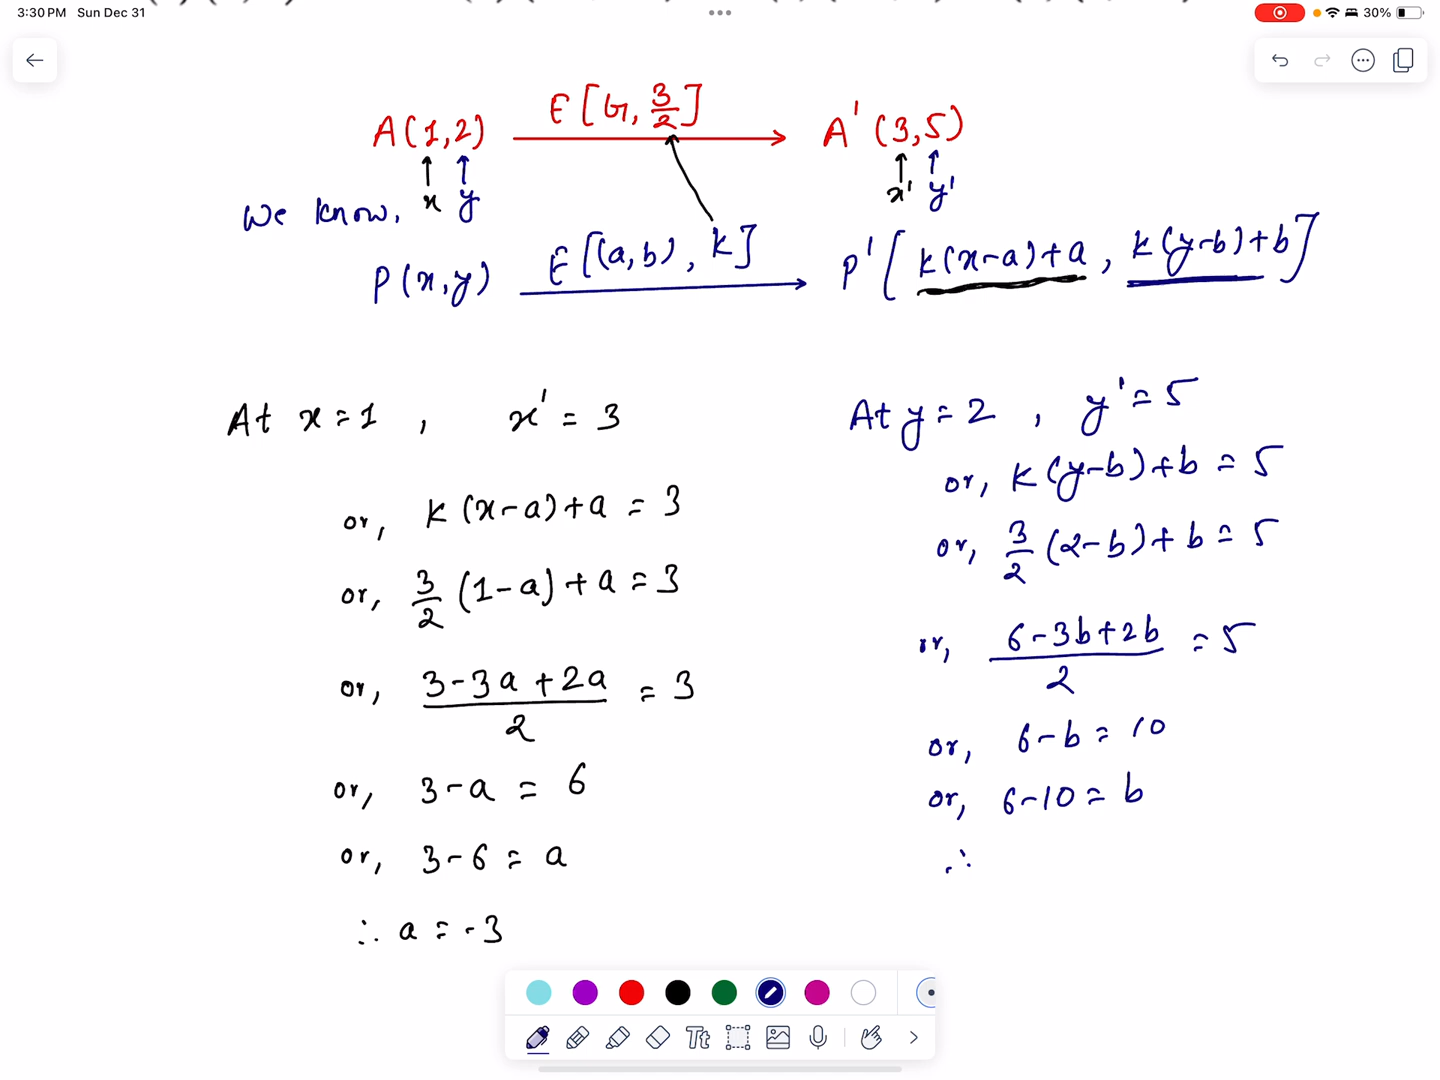 3:30 PM Sun Dec 31
30%
A(1,2) E[G, 3/2] A'(3,5)
x y x' y'
We know,
P(x,y) E[(a,b), k] P'[k(x-a)+a, k(y-b)+b]
At x = 1, x' = 3
or, k(x-a)+a = 3
or, 3/2 (1-a)+a = 3
or, (3-3a+2a)/2 = 3
or, 3-a = 6
or, 3-6 = a
∴ a = -3
At y = 2, y' = 5
or, k(y-b)+b = 5
or, 3/2 (2-b)+b = 5
or, (6-3b+2b)/2 = 5
or, 6-b = 10
or, 6-10 = b
∴
Tt